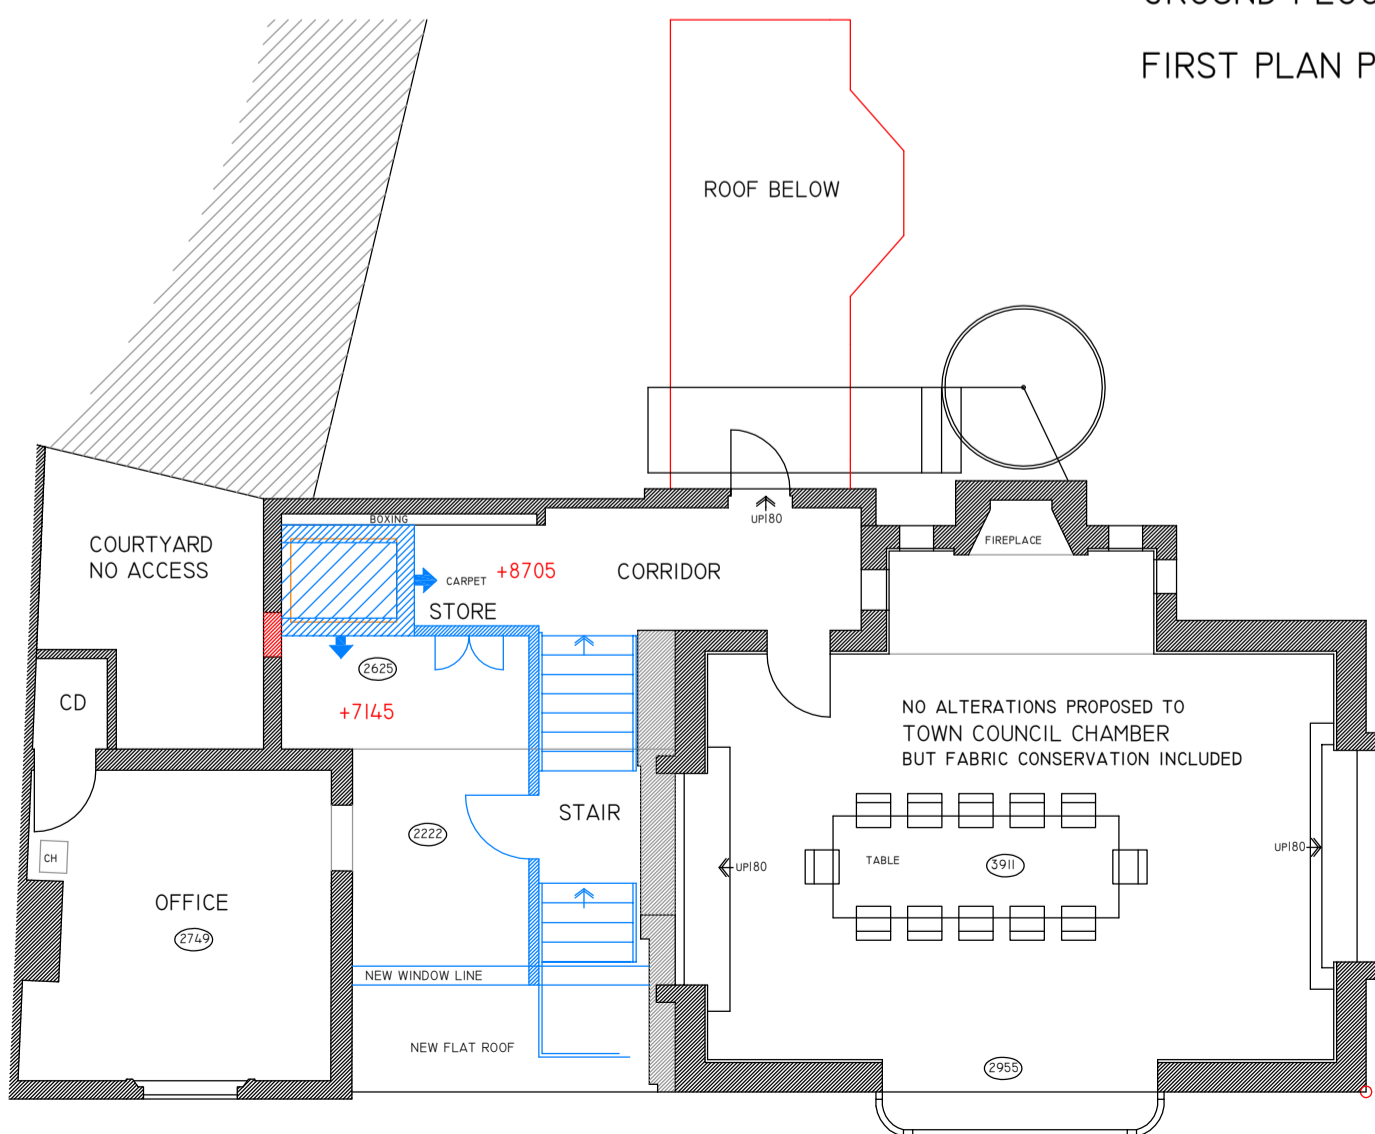 FIRST PLAN P
ROOF BELOW
BOXING
UP180
FIREPLACE
COURTYARD
NO ACCESS
CARPET
+8705
CORRIDOR
STORE
2625
CD
+7145
NO ALTERATIONS PROPOSED TO
TOWN COUNCIL CHAMBER
BUT FABRIC CONSERVATION INCLUDED
STAIR
2222
CH
UP180
TABLE
3911
UP180
OFFICE
2749
NEW WINDOW LINE
NEW FLAT ROOF
2955